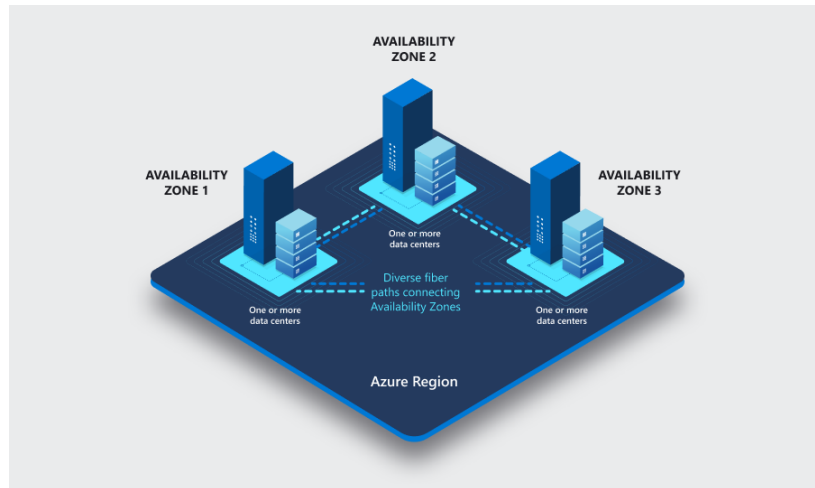 AVAILABILITY
ZONE 2
AVAILABILITY
ZONE 1
AVAILABILITY
ZONE 3
One or more
data centers
Diverse fiber
paths connecting
Availability Zones
One or more
data centers
One or more
data centers
Azure Region